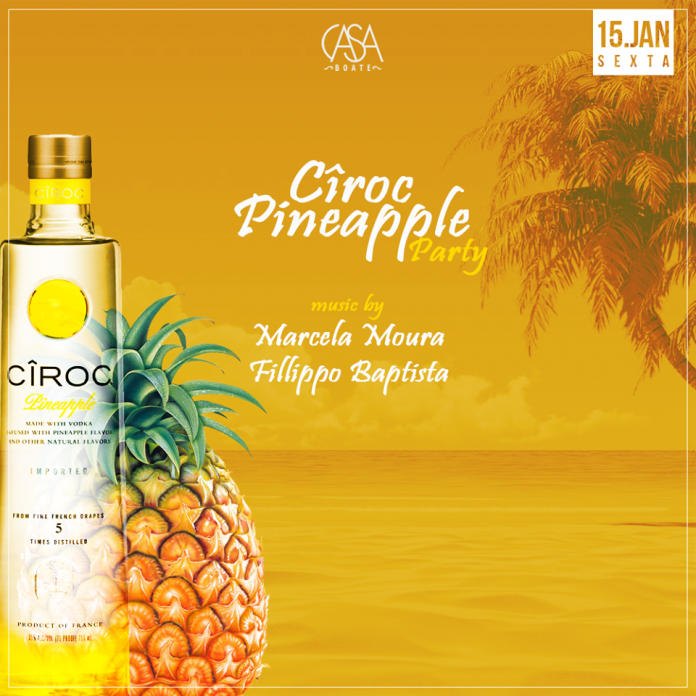 CASA
BOATE
15.JAN
SEXTA
Cîroc
Pineapple
Party
music by
Marcela Moura
Fillippo Baptista
CÎROC
CÎROC
Pineapple
MADE WITH VODKA
INFUSED WITH PINEAPPLE FLAVOR
AND OTHER NATURAL FLAVORS
IMPORTED
FROM FINE FRENCH GRAPES
5
TIMES DISTILLED
PRODUCT OF FRANCE